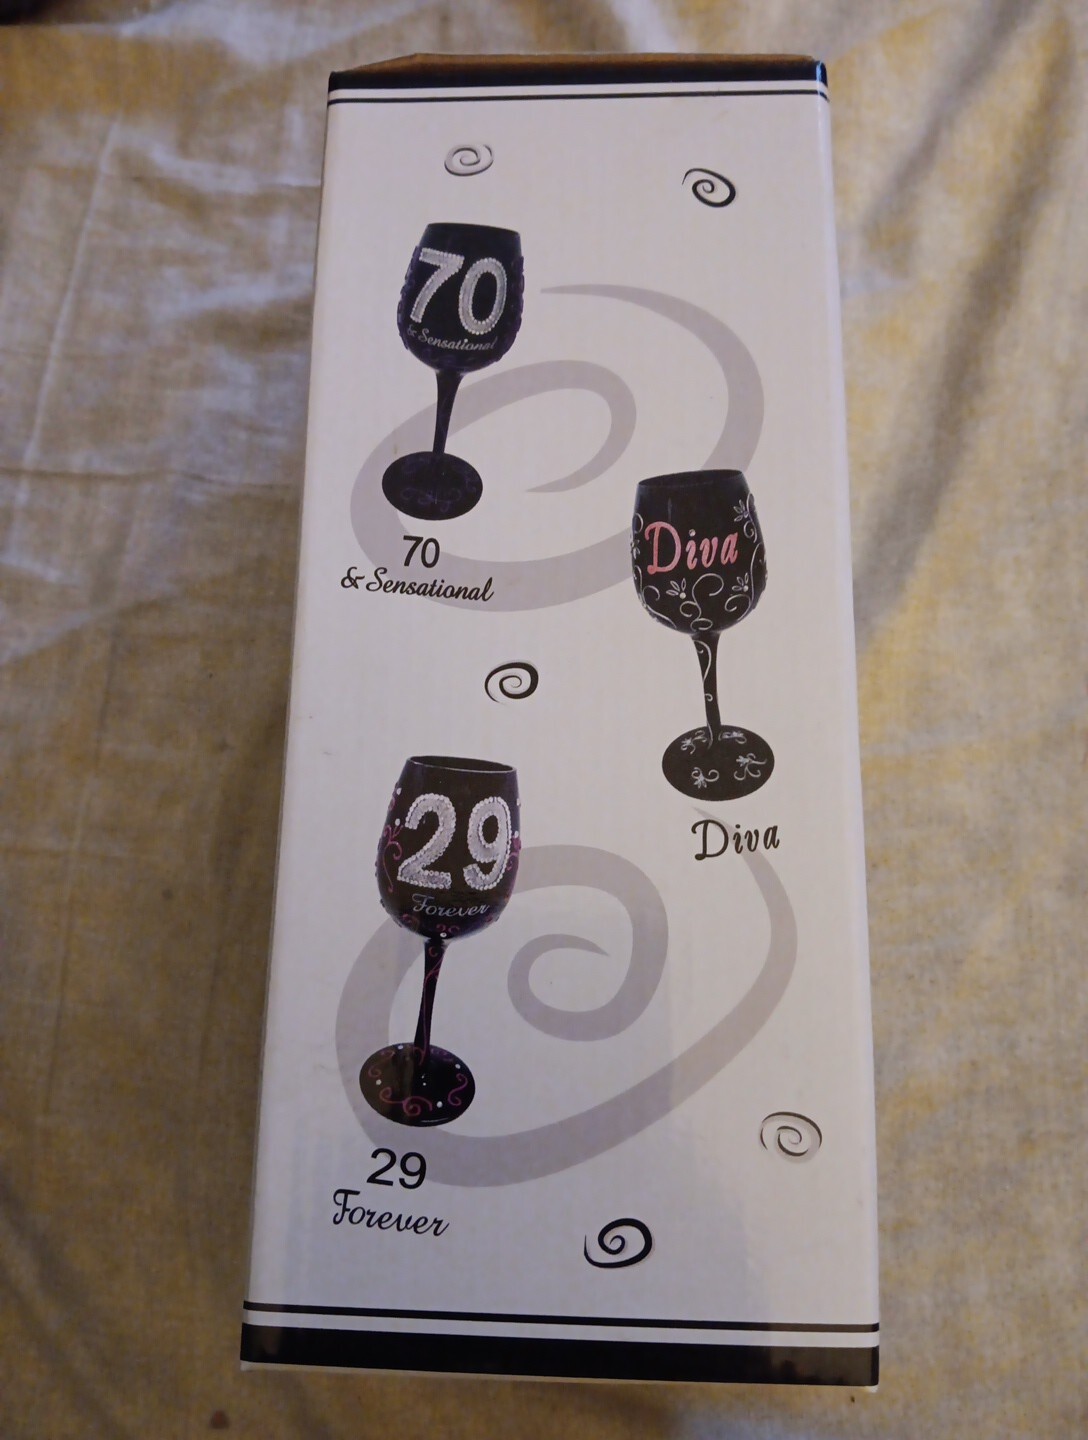 70
& Sensational
70
& Sensational
Diva
Diva
29
Forever
29
Forever